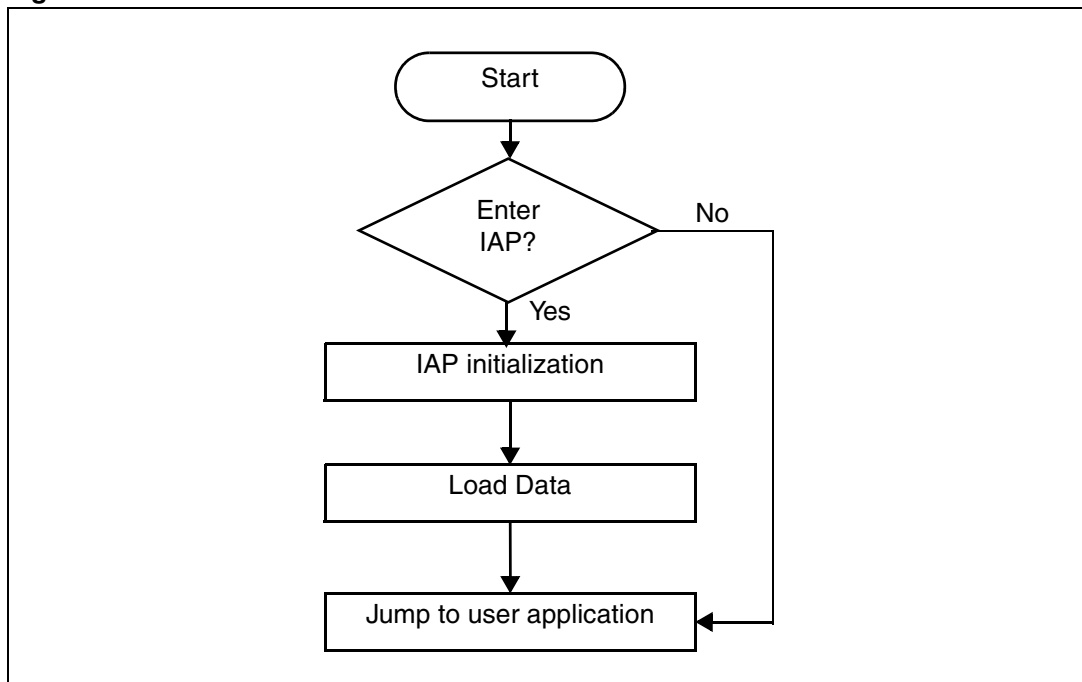 Start
Enter
IAP?
No
Yes
IAP initialization
Load Data
Jump to user application